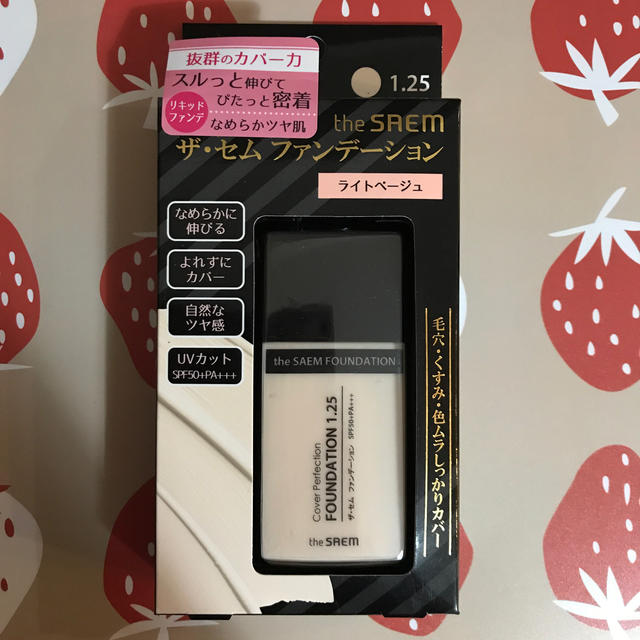 抜群のカバー力
スルっと伸びて
ぴたっと密着
リキッド
ファンデ
なめらかツヤ肌
1.25
the SAEM
ザ・セム ファンデーション
ライトベージュ
なめらかに
伸びる
よれずに
カバー
自然な
ツヤ感
UVカット
SPF50+PA+++
毛穴・くすみ・色ムラしっかりカバー
the SAEM FOUNDATION
Cover Perfection
FOUNDATION 1.25
ザ・セム ファンデーション SPF50+PA+++
the SAEM